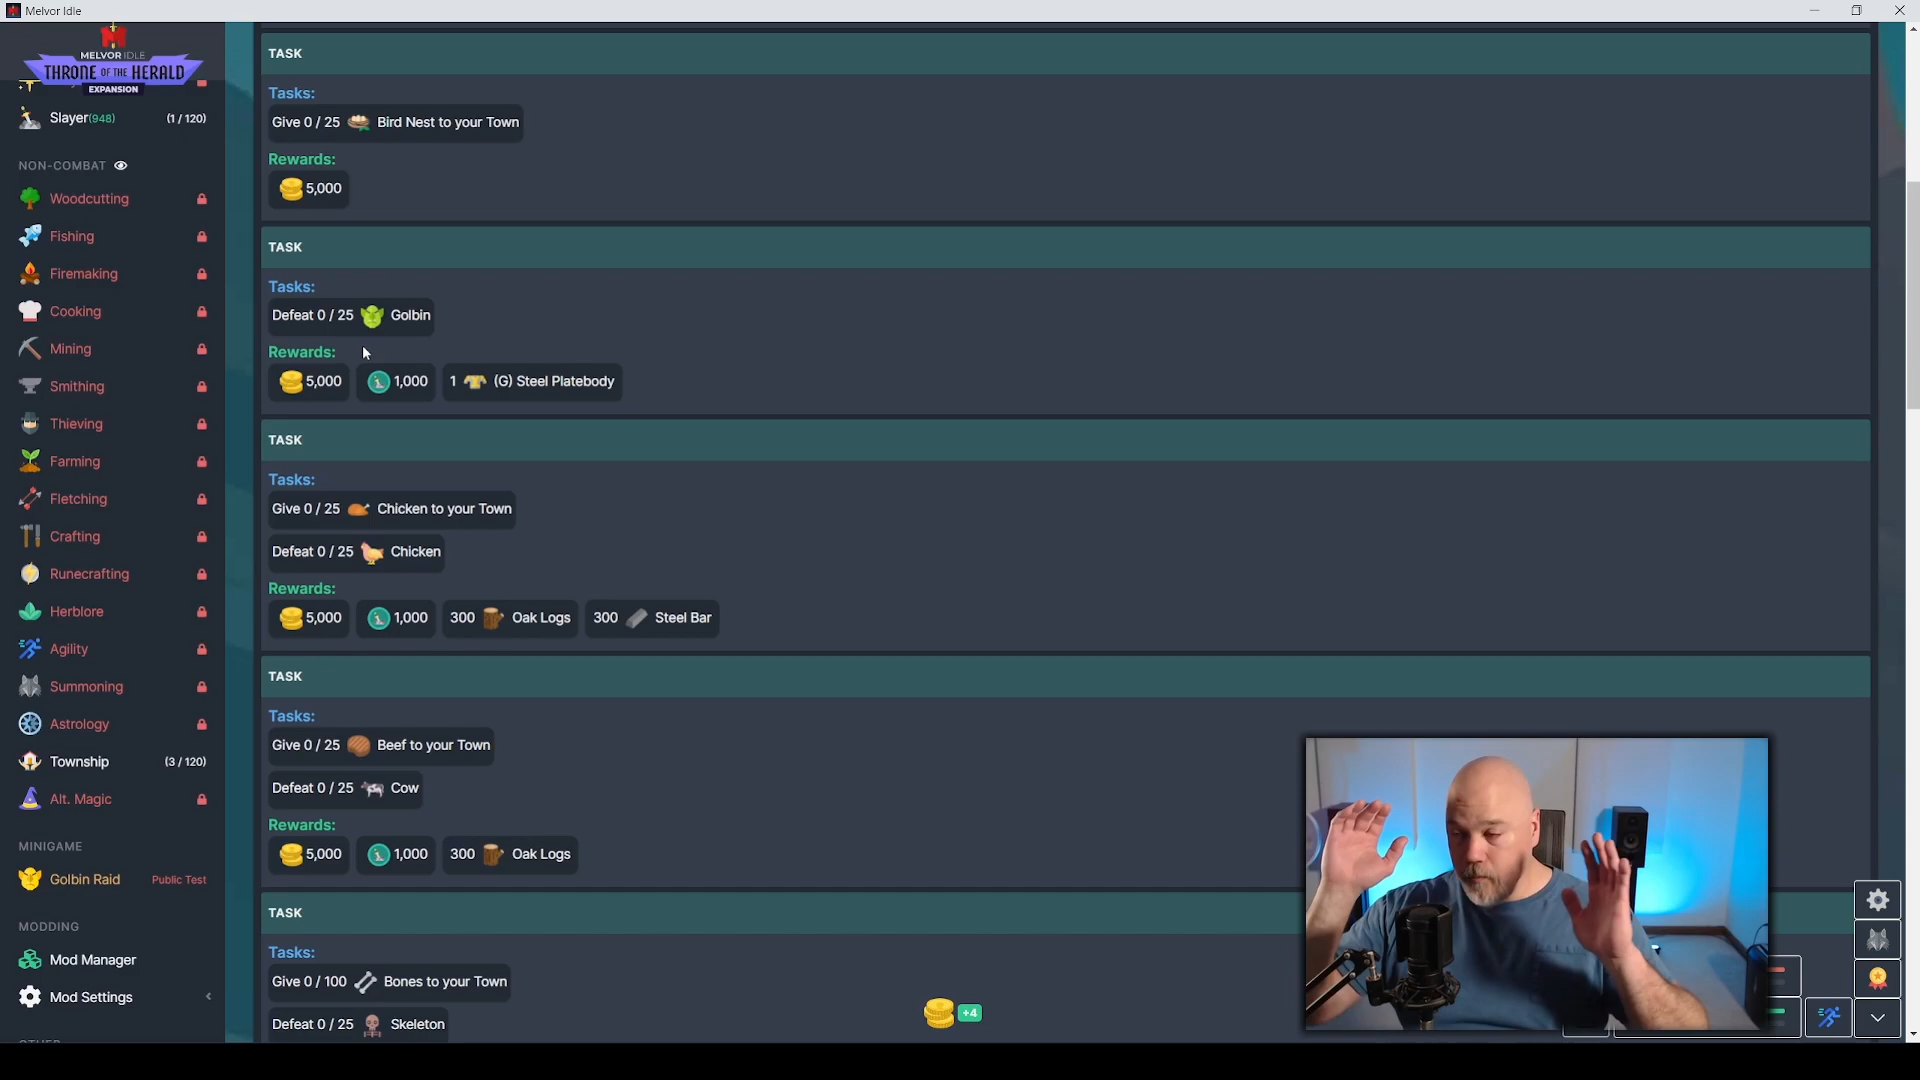 Melvor Idle
MELVOR IDLE
THRONE OF THE HERALD
EXPANSION
Slayer(948) (1 / 120)
NON-COMBAT
Woodcutting
Fishing
Firemaking
Cooking
Mining
Smithing
Thieving
Farming
Fletching
Crafting
Runecrafting
Herblore
Agility
Summoning
Astrology
Township (3 / 120)
Alt. Magic
MINIGAME
Golbin Raid Public Test
MODDING
Mod Manager
Mod Settings
TASK
Tasks:
Give 0 / 25 Bird Nest to your Town
Rewards:
5,000
TASK
Tasks:
Defeat 0 / 25 Golbin
Rewards:
5,000 1,000 1 (G) Steel Platebody
TASK
Tasks:
Give 0 / 25 Chicken to your Town
Defeat 0 / 25 Chicken
Rewards:
5,000 1,000 300 Oak Logs 300 Steel Bar
TASK
Tasks:
Give 0 / 25 Beef to your Town
Defeat 0 / 25 Cow
Rewards:
5,000 1,000 300 Oak Logs
TASK
Tasks:
Give 0 / 100 Bones to your Town
Defeat 0 / 25 Skeleton
+4